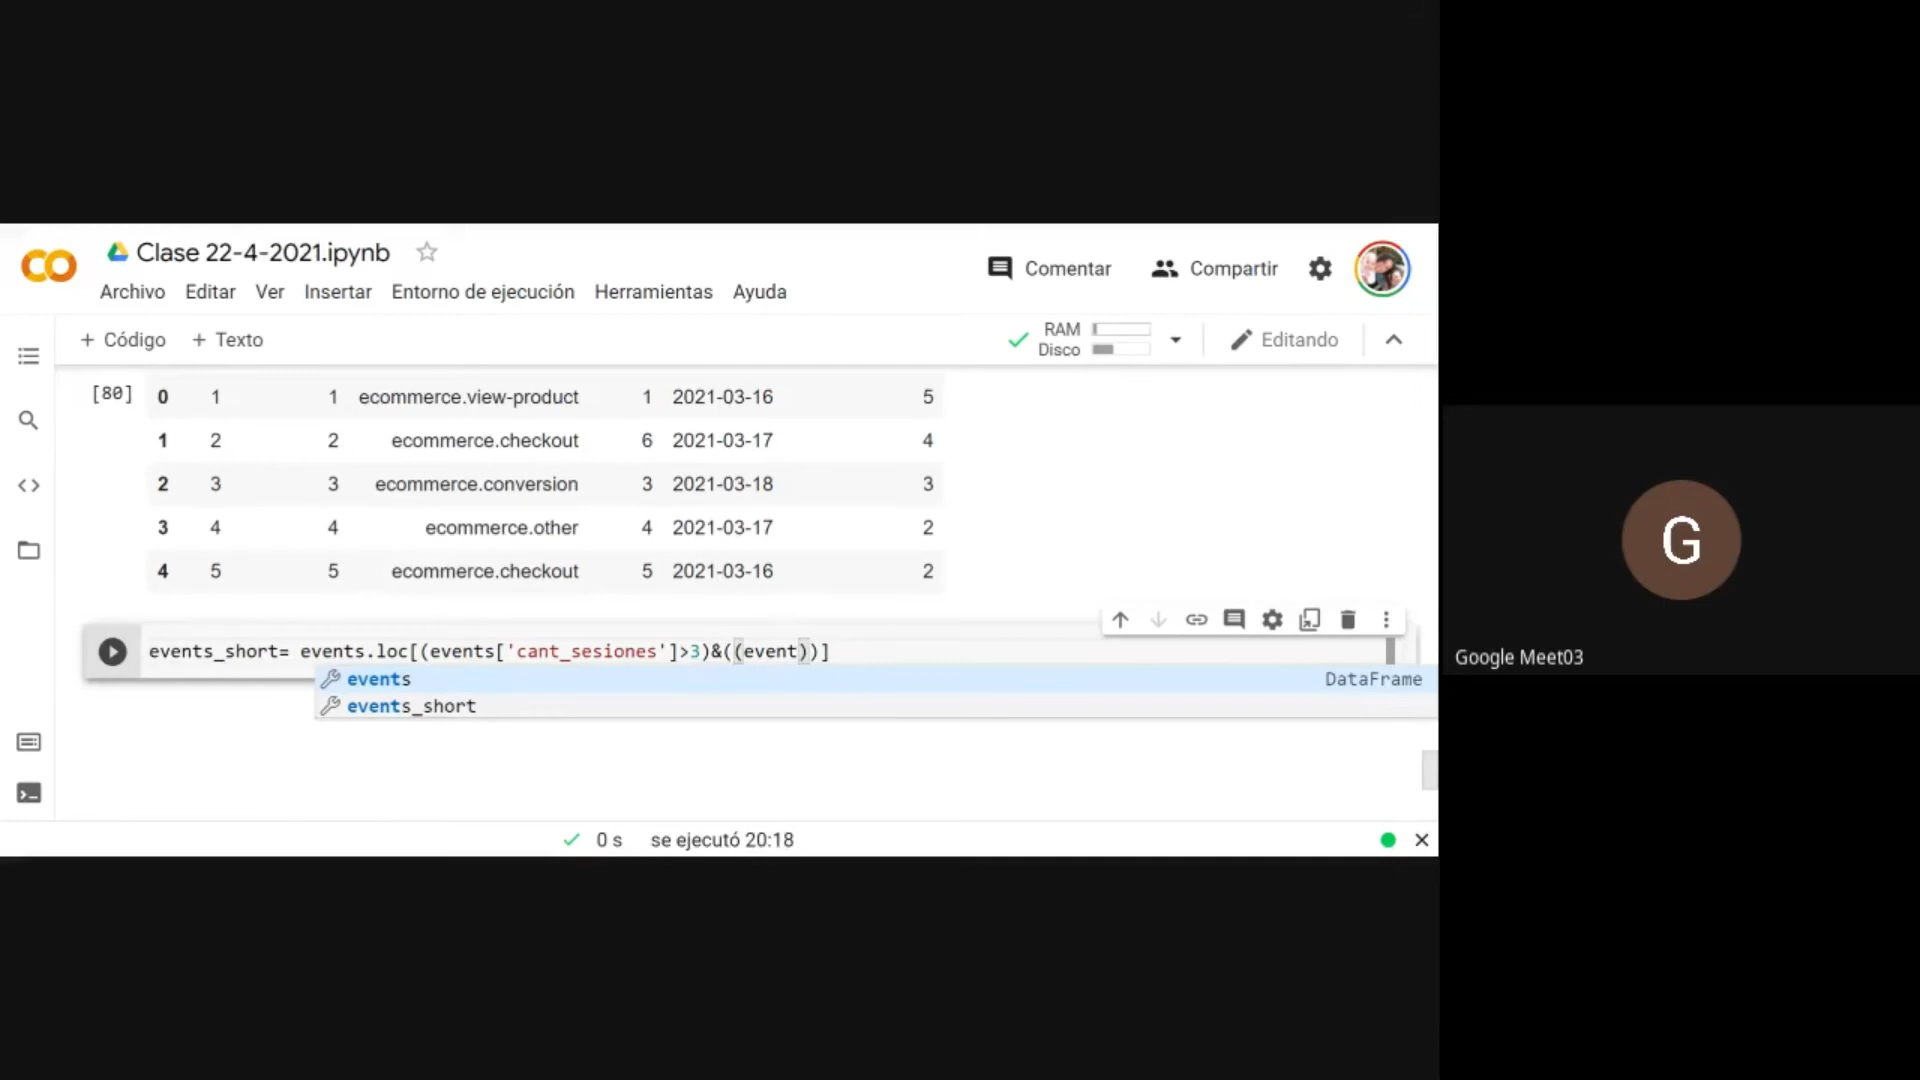 Clase 22-4-2021.ipynb
Comentar
Compartir
Archivo Editar Ver Insertar Entorno de ejecución Herramientas Ayuda
+ Código + Texto
RAM
Disco
Editando
[80] 0 1 1 ecommerce.view-product 1 2021-03-16 5
1 2 2 ecommerce.checkout 6 2021-03-17 4
2 3 3 ecommerce.conversion 3 2021-03-18 3
3 4 4 ecommerce.other 4 2021-03-17 2
4 5 5 ecommerce.checkout 5 2021-03-16 2
events_short= events.loc[(events['cant_sesiones']>3)&((event))]
events DataFrame
events_short
0 s se ejecutó 20:18
G
Google Meet03